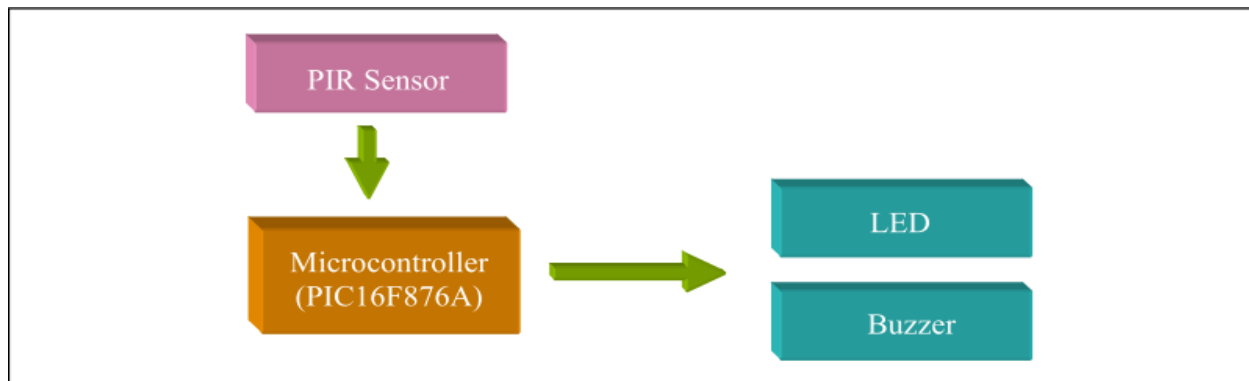 PIR Sensor
Microcontroller
(PIC16F876A)
LED
Buzzer